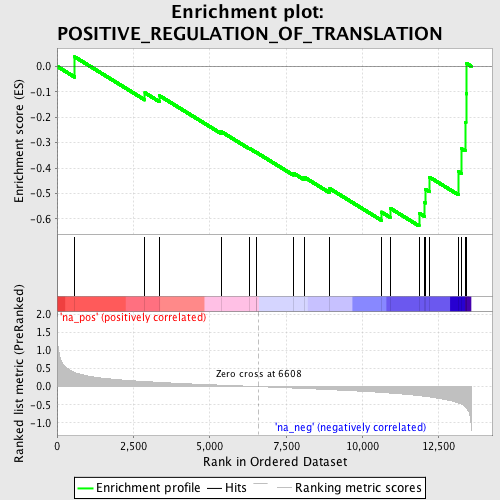 Enrichment plot:
POSITIVE_REGULATION_OF_TRANSLATION
Enrichment score (ES)
0.0
-0.1
-0.2
-0.3
-0.4
-0.5
-0.6
'na_pos' (positively correlated)
Ranked list metric (PreRanked)
2.0
1.5
1.0
0.5
0.0
-0.5
-1.0
Zero cross at 6608
'na_neg' (negatively correlated)
0 2,500 5,000 7,500 10,000 12,500
Rank in Ordered Dataset
Enrichment profile Hits Ranking metric scores